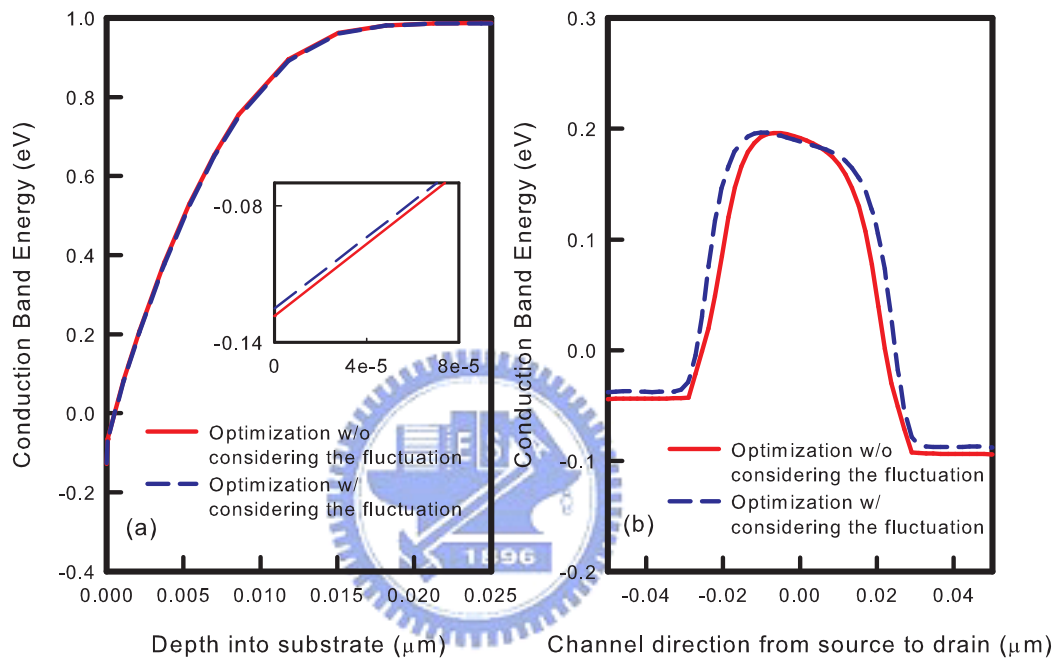 Conduction Band Energy (eV)
1.0
0.8
0.6
0.4
0.2
0.0
-0.2
-0.4
0.000 0.005 0.010 0.015 0.020 0.025
Depth into substrate (μm)
-0.08
-0.14
0 4e-5 8e-5
Optimization w/o
considering the fluctuation
Optimization w/
considering the fluctuation
(a)
ES
1896
Conduction Band Energy (eV)
0.3
0.2
0.1
0.0
-0.1
-0.2
-0.04 -0.02 0.00 0.02 0.04
Channel direction from source to drain (μm)
Optimization w/o
considering the fluctuation
Optimization w/
considering the fluctuation
(b)